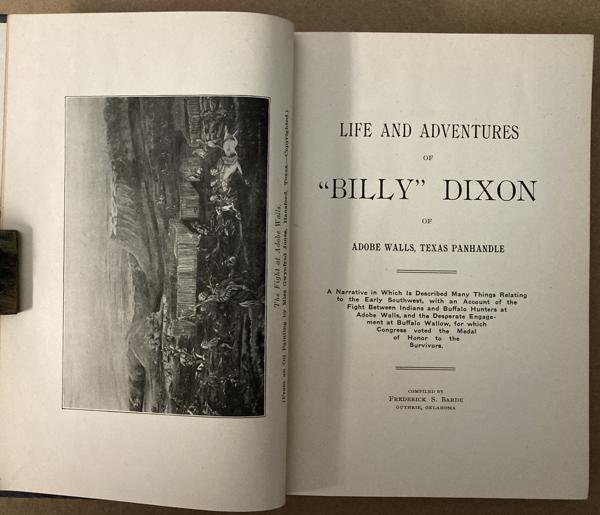 The Fight at Adobe Walls.
(From an Oil Painting by Miss Gwynfred Jones, Hansford, Texas.—Copyrighted.)
LIFE AND ADVENTURES
OF
“BILLY” DIXON
OF
ADOBE WALLS, TEXAS PANHANDLE
A Narrative in Which Is Described Many Things Relating
to the Early Southwest, with an Account of the
Fight Between Indians and Buffalo Hunters at
Adobe Walls, and the Desperate Engage-
ment at Buffalo Wallow, for which
Congress voted the Medal
of Honor to the
Survivors.
COMPILED BY
FREDERICK S. BARDE
GUTHRIE, OKLAHOMA